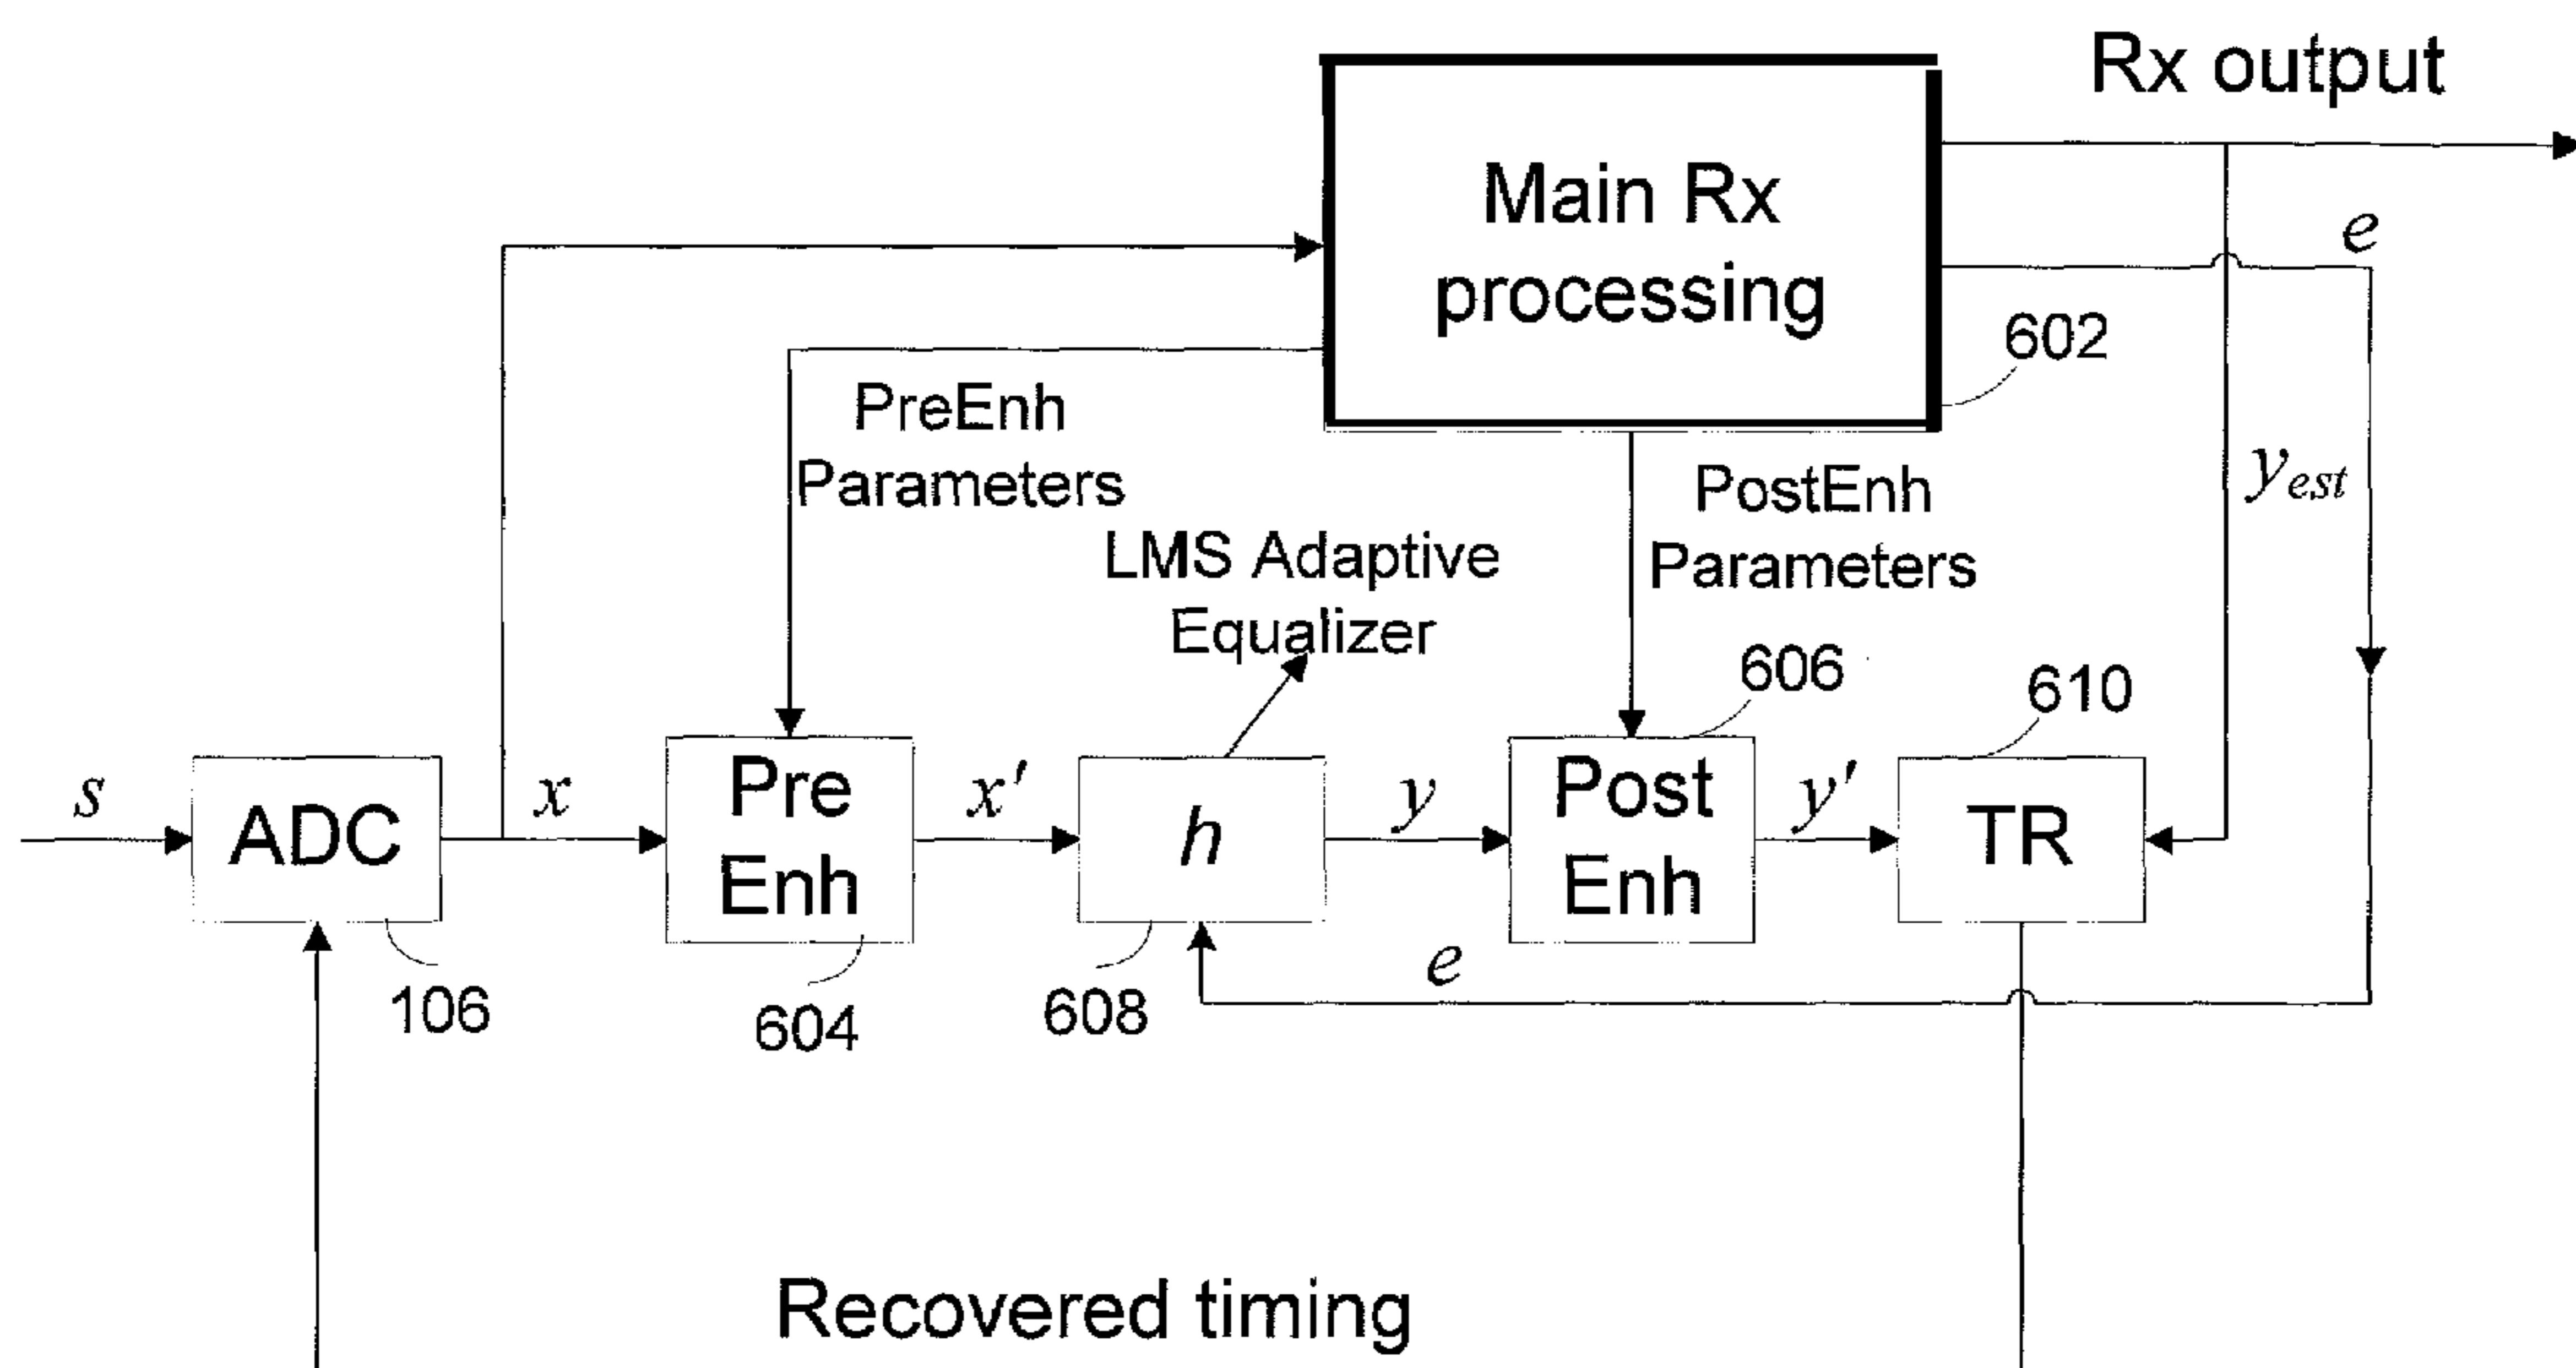 Rx output
Main Rx
processing
e
602
PreEnh
Parameters
y_est
PostEnh
Parameters
LMS Adaptive
Equalizer
606
610
s
ADC
x
Pre
Enh
x'
h
y
Post
Enh
y'
TR
e
106
604
608
Recovered timing